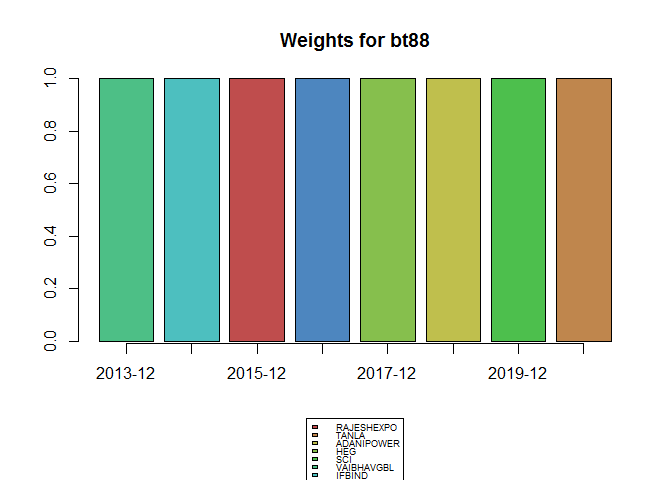 Weights for bt88
1.0
0.8
0.6
0.4
0.2
0.0
2013-12 2015-12 2017-12 2019-12
RAJESHEXPO
TANLA
ADANIPOWER
HEG
SCI
VAIBHAVGBL
IFBIND